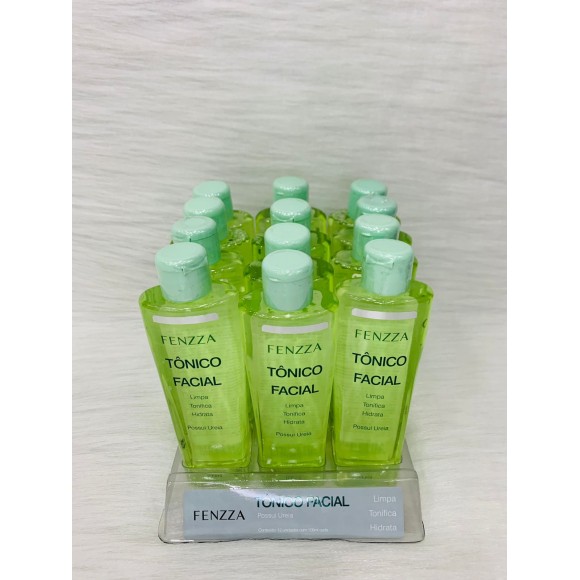 FENZZA
TÔNICO
FACIAL
Limpa
Tonifica
Hidrata
Possui Ureia
FENZZA
TÔNICO
FACIAL
Limpa
Tonifica
Hidrata
Possui Ureia
FENZZA
TÔNICO
FACIAL
Limpa
Tonifica
Hidrata
Possui Ureia
FENZZA
TÔNICO FACIAL
Possui Ureia
Limpa
Tonifica
Hidrata